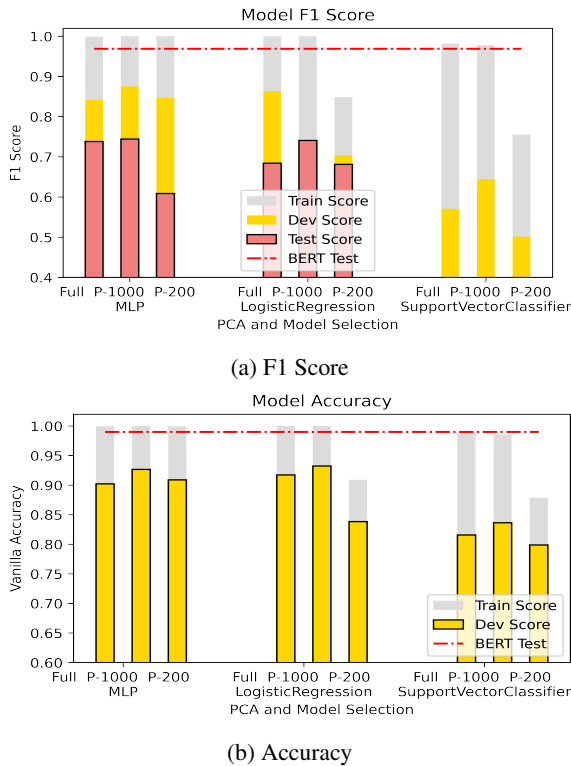 Model F1 Score
1.0
0.9
0.8
0.7
0.6
0.5
0.4
F1 Score
Train Score
Dev Score
Test Score
BERT Test
Full P-1000 P-200 Full P-1000 P-200 Full P-1000 P-200
MLP LogisticRegression SupportVectorClassifier
PCA and Model Selection
(a) F1 Score
Model Accuracy
1.00
0.95
0.90
0.85
0.80
0.75
0.70
0.65
0.60
Vanilla Accuracy
Train Score
Dev Score
BERT Test
Full P-1000 P-200 Full P-1000 P-200 Full P-1000 P-200
MLP LogisticRegression SupportVectorClassifier
PCA and Model Selection
(b) Accuracy